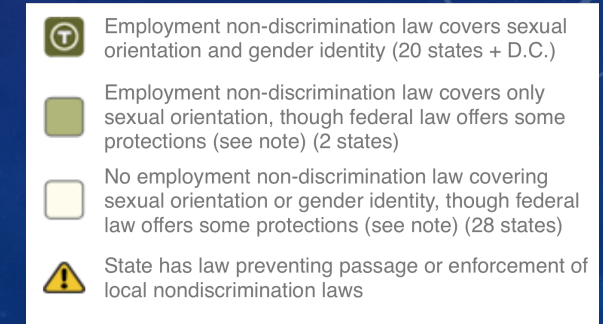 T
Employment non-discrimination law covers sexual
orientation and gender identity (20 states + D.C.)
Employment non-discrimination law covers only
sexual orientation, though federal law offers some
protections (see note) (2 states)
No employment non-discrimination law covering
sexual orientation or gender identity, though federal
law offers some protections (see note) (28 states)
!
State has law preventing passage or enforcement of
local nondiscrimination laws